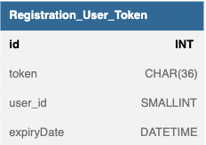 Registration_User_Token
id INT
token CHAR(36)
user_id SMALLINT
expiryDate DATETIME